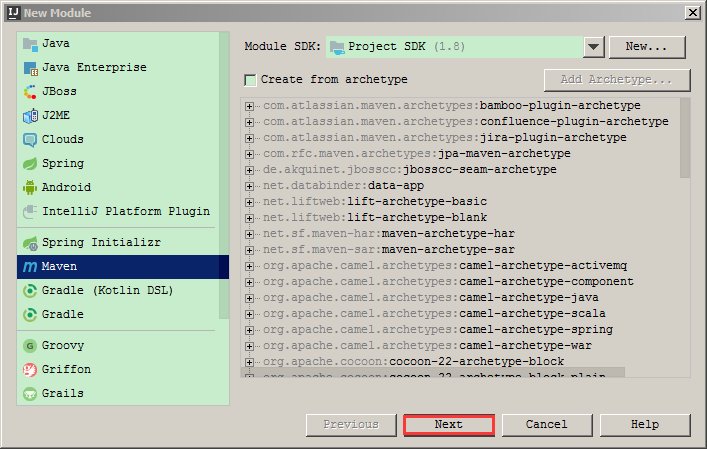 IJ New Module
Java
Java Enterprise
JBoss
J2ME
Clouds
Spring
Android
IntelliJ Platform Plugin
Spring Initializr
m Maven
Gradle (Kotlin DSL)
Gradle
G Groovy
Griffon
Grails
Module SDK: Project SDK (1.8) New...
Create from archetype Add Archetype...
com.atlassian.maven.archetypes:bamboo-plugin-archetype
com.atlassian.maven.archetypes:confluence-plugin-archetype
com.atlassian.maven.archetypes:jira-plugin-archetype
com.rfc.maven.archetypes:jpa-maven-archetype
de.akquinet.jbosscc:jbosscc-seam-archetype
net.databinder:data-app
net.liftweb:lift-archetype-basic
net.liftweb:lift-archetype-blank
net.sf.maven-har:maven-archetype-har
net.sf.maven-sar:maven-archetype-sar
org.apache.camel.archetypes:camel-archetype-activemq
org.apache.camel.archetypes:camel-archetype-component
org.apache.camel.archetypes:camel-archetype-java
org.apache.camel.archetypes:camel-archetype-scala
org.apache.camel.archetypes:camel-archetype-spring
org.apache.camel.archetypes:camel-archetype-war
org.apache.cocoon:cocoon-22-archetype-block
org.apache.cocoon:cocoon-22-archetype-block-plain
Previous Next Cancel Help